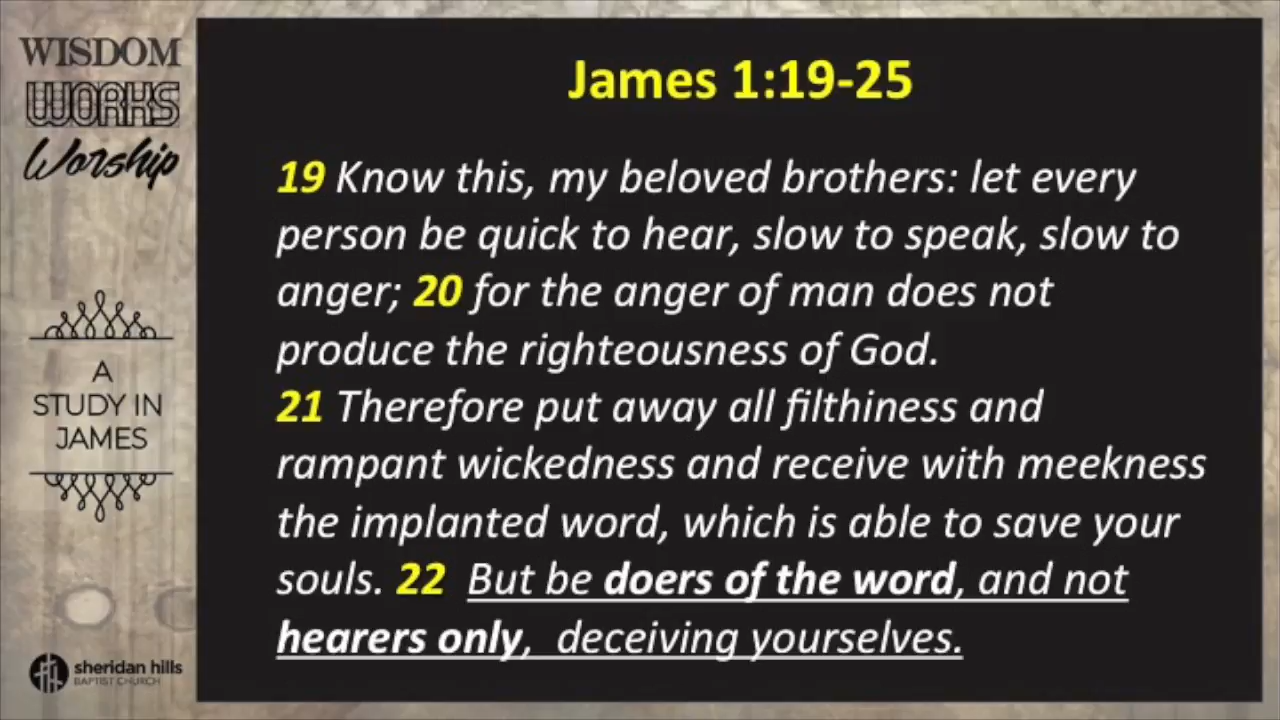 WISDOM
WORKS
Worship
A
STUDY IN
JAMES
sheridan hills
BAPTIST CHURCH
James 1:19-25
19 Know this, my beloved brothers: let every
person be quick to hear, slow to speak, slow to
anger; 20 for the anger of man does not
produce the righteousness of God.
21 Therefore put away all filthiness and
rampant wickedness and receive with meekness
the implanted word, which is able to save your
souls. 22 But be doers of the word, and not
hearers only, deceiving yourselves.